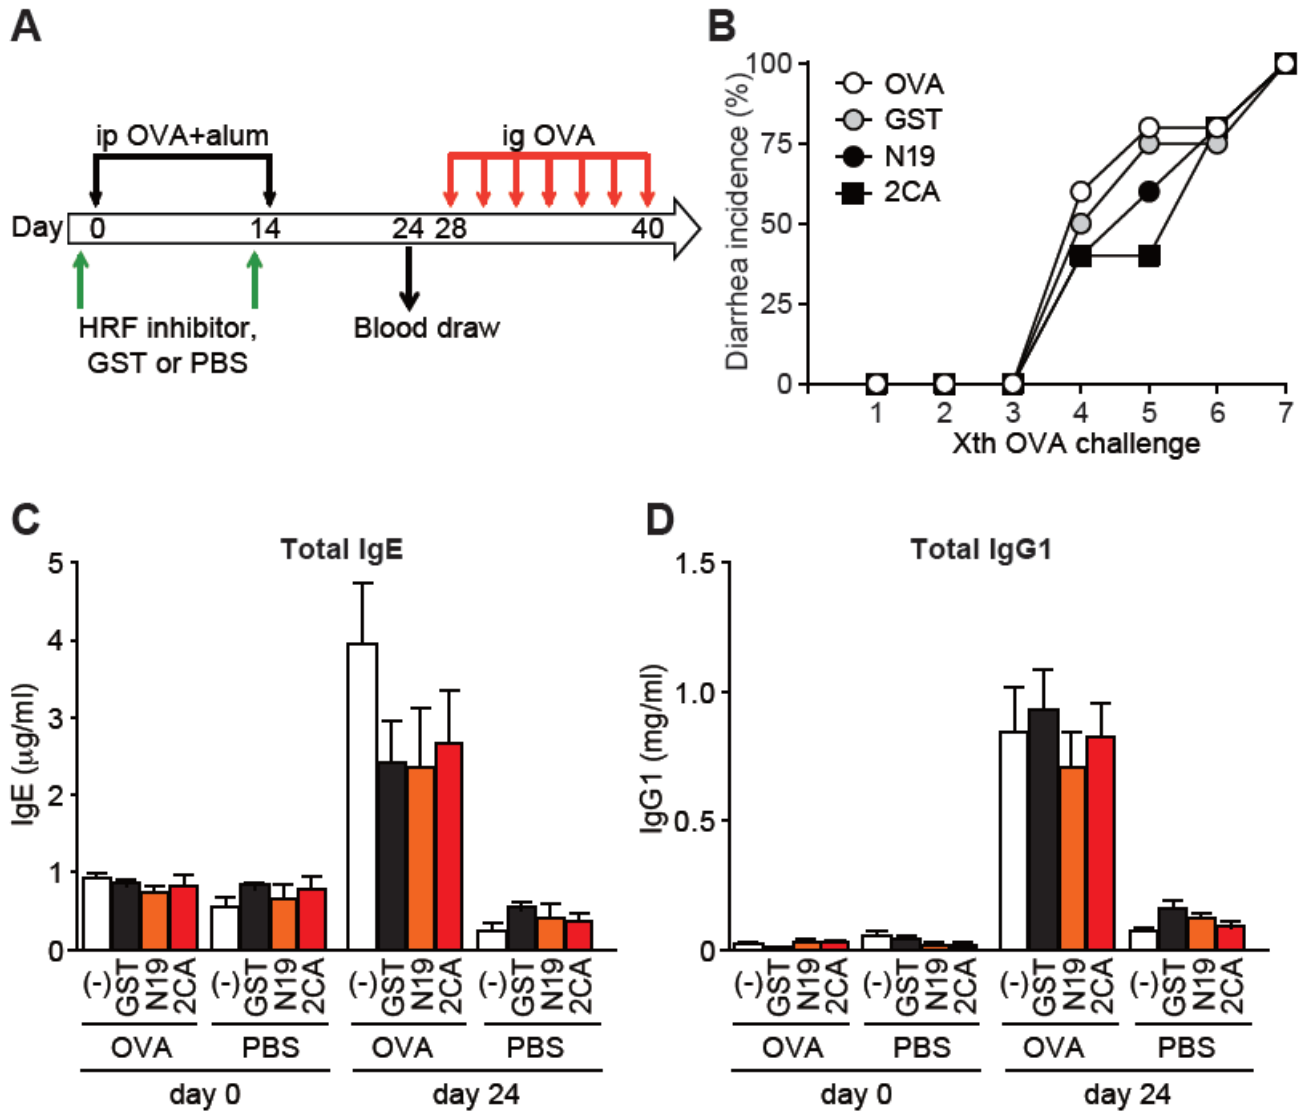 A
ip OVA+alum
ig OVA
Day 0 14 24 28 40
HRF inhibitor,
GST or PBS
Blood draw
B
Diarrhea incidence (%)
100
75
50
25
0
OVA
GST
N19
2CA
1 2 3 4 5 6 7
Xth OVA challenge
C
Total IgE
IgE (μg/ml)
5
4
3
2
1
0
(-) GST N19 2CA (-) GST N19 2CA (-) GST N19 2CA (-) GST N19 2CA
OVA PBS OVA PBS
day 0 day 24
D
Total IgG1
IgG1 (mg/ml)
1.5
1.0
0.5
0
(-) GST N19 2CA (-) GST N19 2CA (-) GST N19 2CA (-) GST N19 2CA
OVA PBS OVA PBS
day 0 day 24